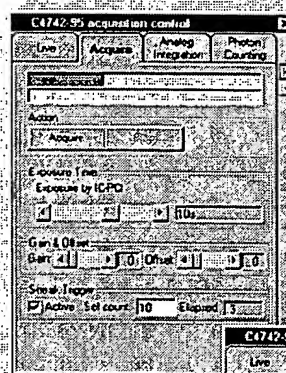 C4742-95 acquisition control
Live Acquire Analog Integration Photon Counting
Action
Acquire
Exposure Time
Exposure by IC-PCI
10s
Gain & Offset
Gain 0 Offset 0
Streak Trigger
Active Set count 10 Elapsed 3
C4742-
Live